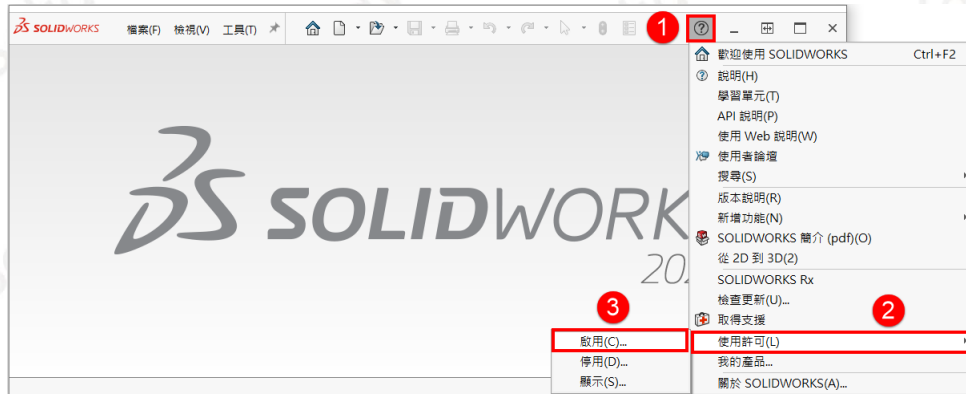 SOLIDWORKS 檔案(F) 檢視(V) 工具(T)
1
歡迎使用 SOLIDWORKS Ctrl+F2
說明(H)
學習單元(T)
API 說明(P)
使用 Web 說明(W)
使用者論壇
搜尋(S)
版本說明(R)
新增功能(N)
SOLIDWORKS 簡介 (pdf)(O)
從 2D 到 3D(2)
SOLIDWORKS Rx
檢查更新(U)...
取得支援
2
使用許可(L)
我的產品...
關於 SOLIDWORKS(A)...
SOLIDWORK
202
3
啟用(C)...
停用(D)...
顯示(S)...